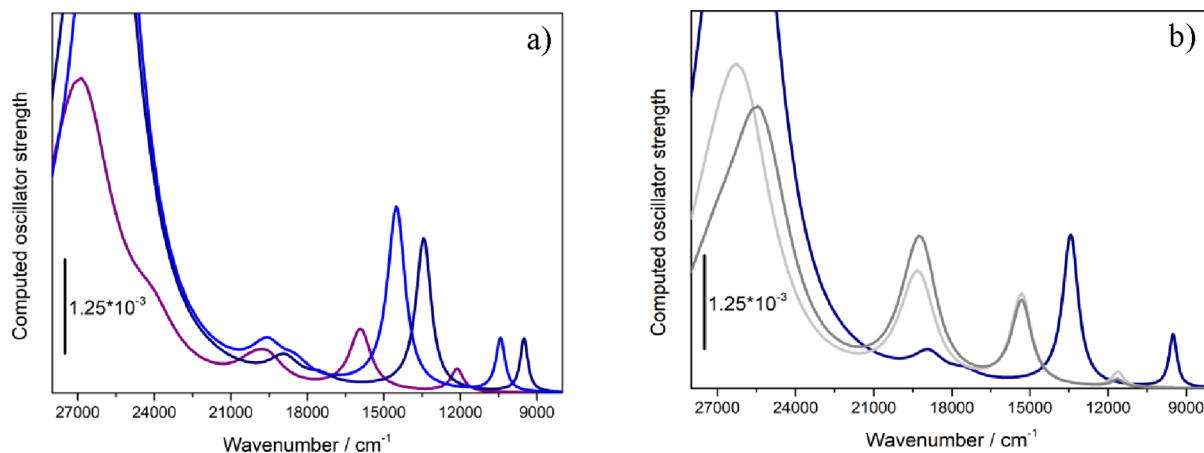 a)
Computed oscillator strength
1.25*10⁻³
27000 24000 21000 18000 15000 12000 9000
Wavenumber / cm⁻¹
b)
Computed oscillator strength
1.25*10⁻³
27000 24000 21000 18000 15000 12000 9000
Wavenumber / cm⁻¹